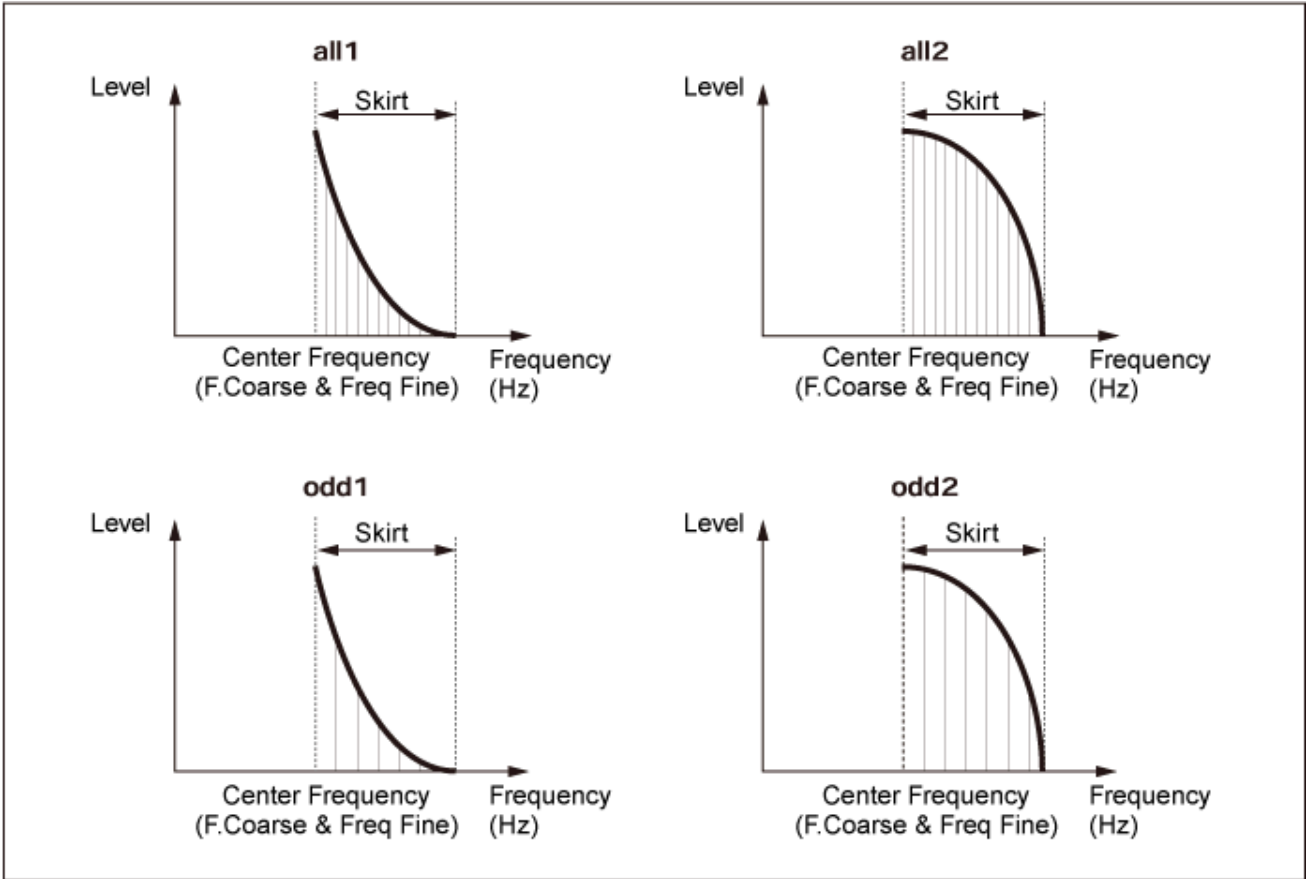 all1
Level
Skirt
Center Frequency
(F.Coarse & Freq Fine)
Frequency
(Hz)
all2
Level
Skirt
Center Frequency
(F.Coarse & Freq Fine)
Frequency
(Hz)
odd1
Level
Skirt
Center Frequency
(F.Coarse & Freq Fine)
Frequency
(Hz)
odd2
Level
Skirt
Center Frequency
(F.Coarse & Freq Fine)
Frequency
(Hz)